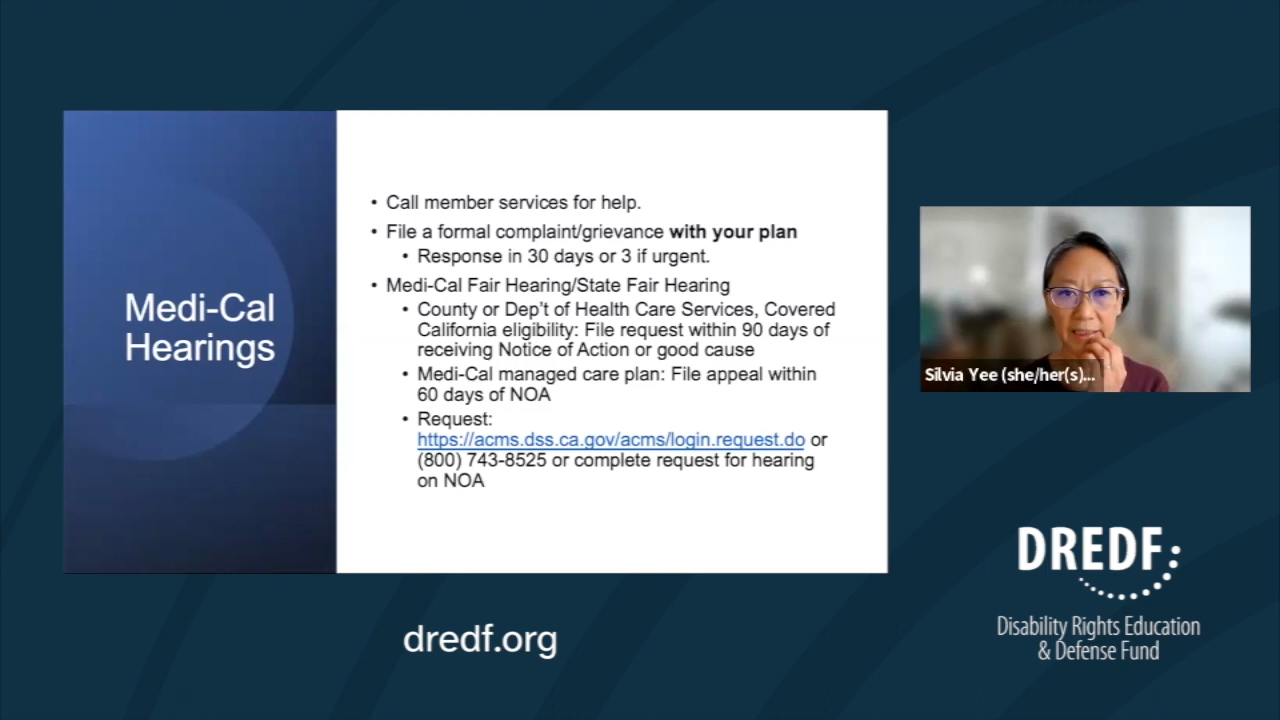 Medi-Cal
Hearings
• Call member services for help.
• File a formal complaint/grievance with your plan
• Response in 30 days or 3 if urgent.
• Medi-Cal Fair Hearing/State Fair Hearing
• County or Dep't of Health Care Services, Covered
California eligibility: File request within 90 days of
receiving Notice of Action or good cause
• Medi-Cal managed care plan: File appeal within
60 days of NOA
• Request:
https://acms.dss.ca.gov/acms/login.request.do or
(800) 743-8525 or complete request for hearing
on NOA
Silvia Yee (she/her(s)...
DREDF
Disability Rights Education
& Defense Fund
dredf.org